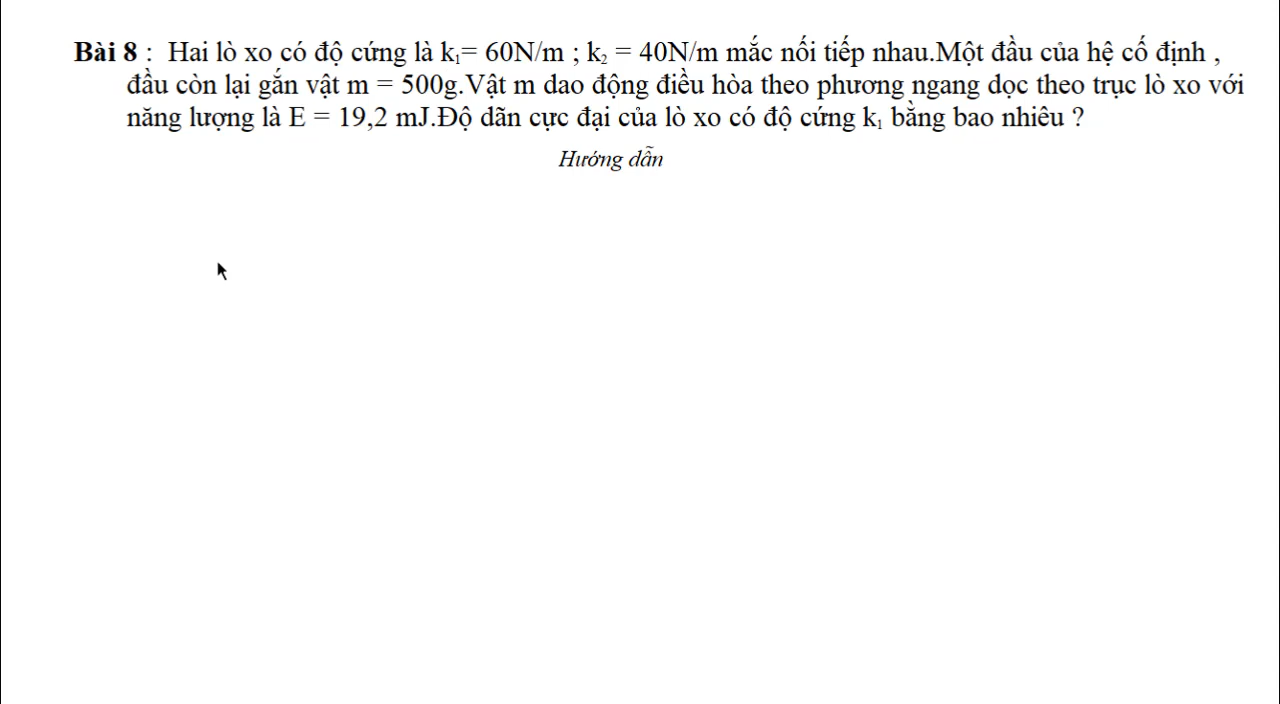 Bài 8 : Hai lò xo có độ cứng là k₁= 60N/m ; k₂ = 40N/m mắc nối tiếp nhau.Một đầu của hệ cố định ,
đầu còn lại gắn vật m = 500g.Vật m dao động điều hòa theo phương ngang dọc theo trục lò xo với
năng lượng là E = 19,2 mJ.Độ dãn cực đại của lò xo có độ cứng k₁ bằng bao nhiêu ?
Hướng dẫn